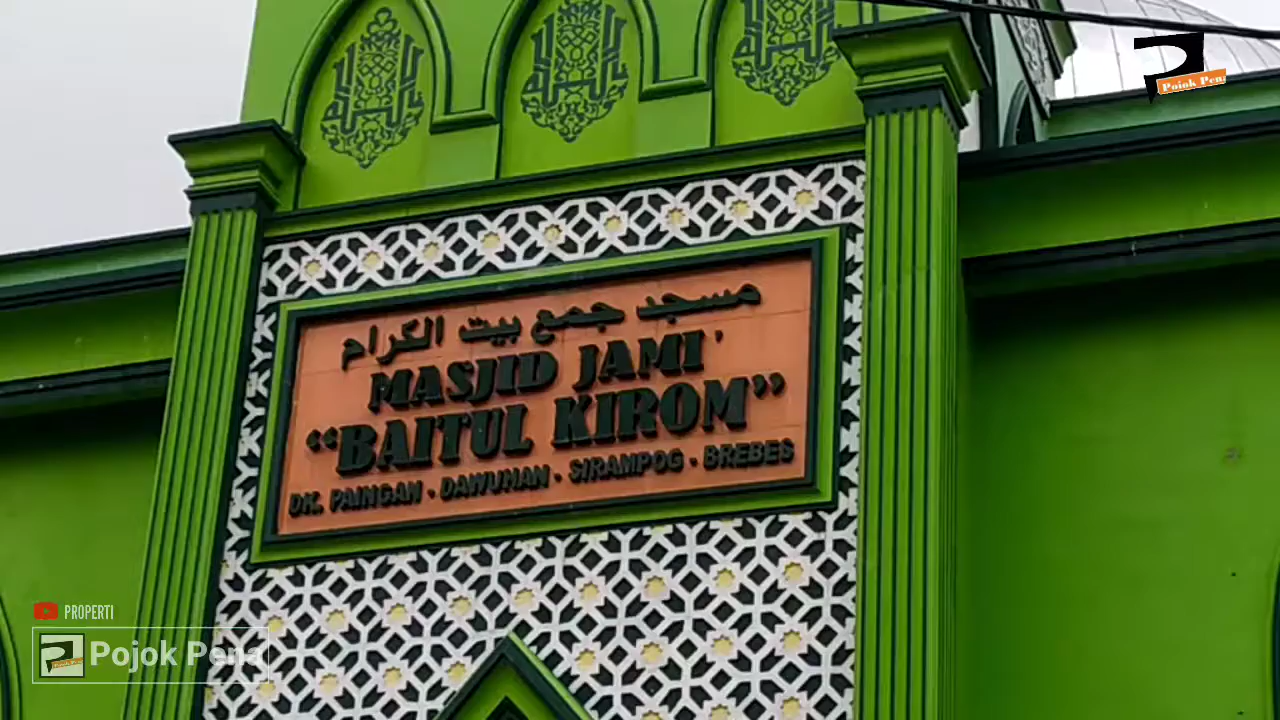 Pojok Pena
مسجد جمع بيت الكرام
MASJID JAMI'
“BAITUL KIROM”
DK. PAINGAN · DAWUHAN · SIRAMPOG · BREBES
PROPERTI
Pojok Pena